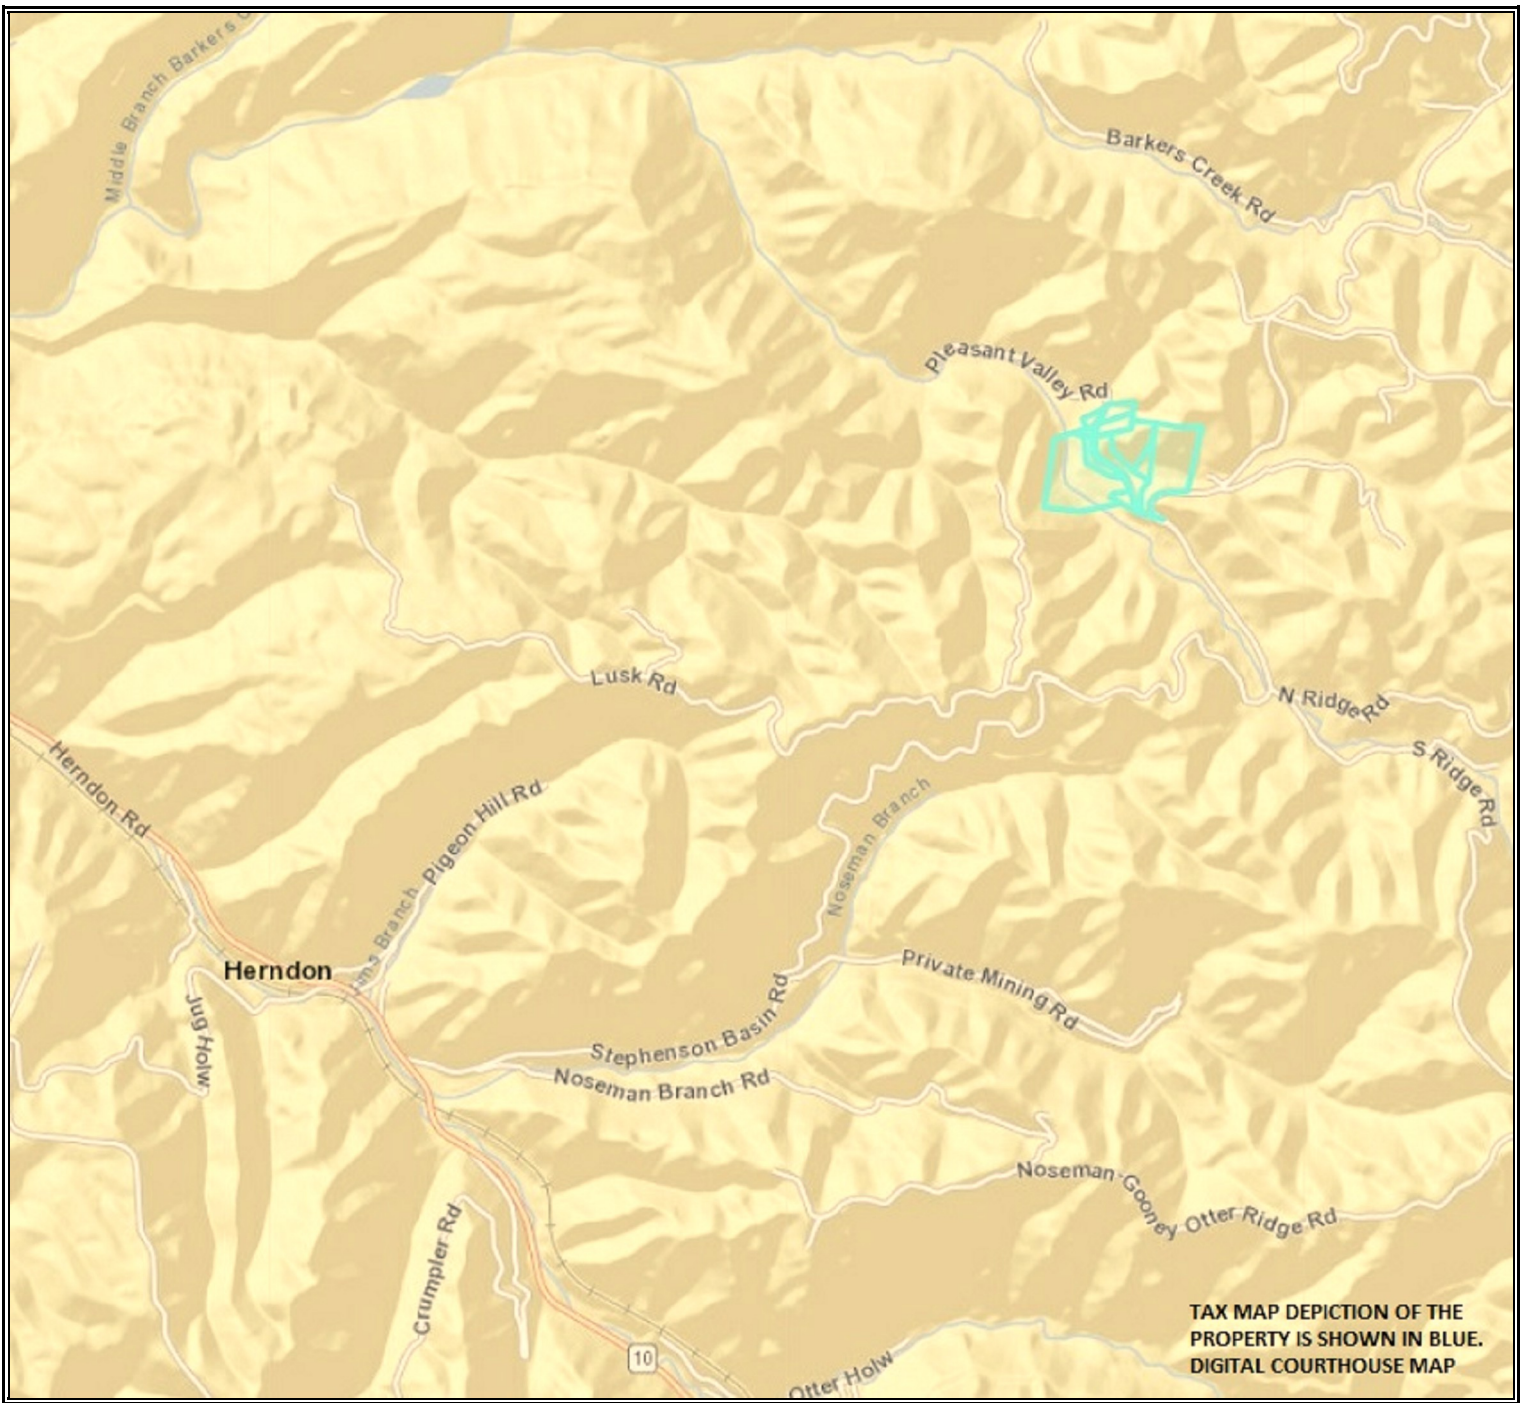 Middle Branch Barkers C
Barkers Creek Rd
Pleasant Valley Rd
Lusk Rd
N Ridge Rd
S Ridge Rd
Herndon Rd
Pigeon Hill Rd
Noseman Branch
Branch
Herndon
Private Mining Rd
Jug Holw
Stephenson Basin Rd
Noseman Branch Rd
Noseman-Gooney Otter Ridge Rd
Crumpler Rd
10
Otter Holw
TAX MAP DEPICTION OF THE
PROPERTY IS SHOWN IN BLUE.
DIGITAL COURTHOUSE MAP